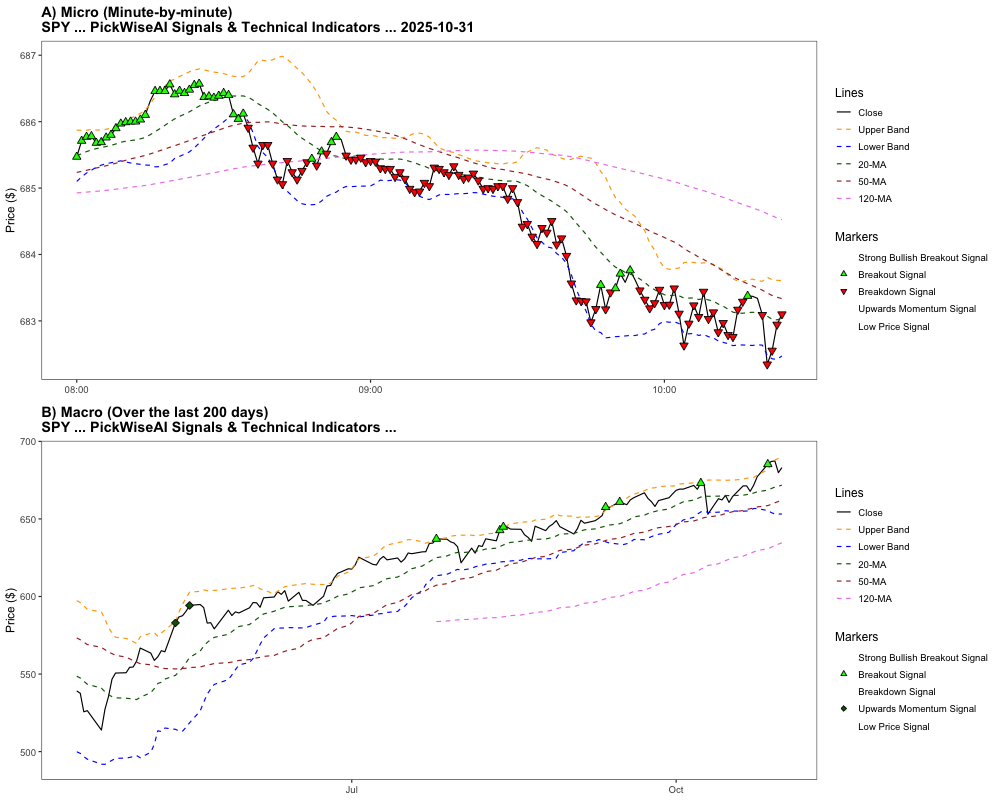 A) Micro (Minute-by-minute)
SPY ... PickWiseAI Signals & Technical Indicators ... 2025-10-31
687
686
685
684
683
Price ($)
08:00
09:00
10:00
Lines
Close
Upper Band
Lower Band
20-MA
50-MA
120-MA
Markers
Strong Bullish Breakout Signal
Breakout Signal
Breakdown Signal
Upwards Momentum Signal
Low Price Signal
B) Macro (Over the last 200 days)
SPY ... PickWiseAI Signals & Technical Indicators ...
700
650
600
550
500
Price ($)
Jul
Oct
Lines
Close
Upper Band
Lower Band
20-MA
50-MA
120-MA
Markers
Strong Bullish Breakout Signal
Breakout Signal
Breakdown Signal
Upwards Momentum Signal
Low Price Signal